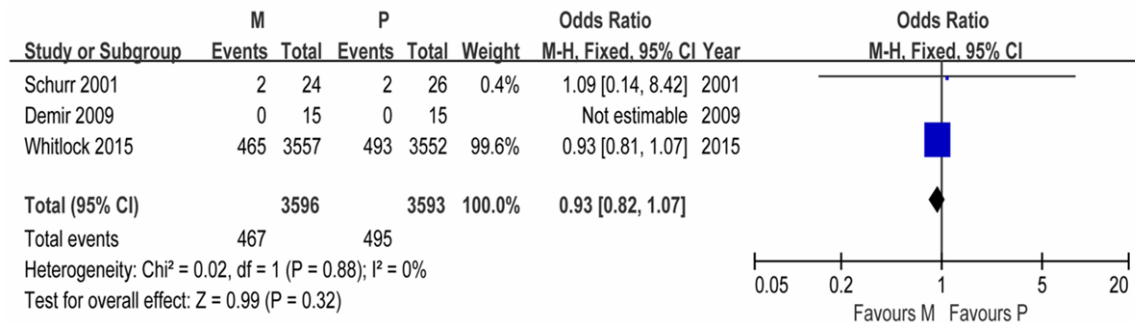 M P Odds Ratio Odds Ratio
Study or Subgroup Events Total Events Total Weight M-H, Fixed, 95% CI Year M-H, Fixed, 95% CI
Schurr 2001 2 24 2 26 0.4% 1.09 [0.14, 8.42] 2001
Demir 2009 0 15 0 15 Not estimable 2009
Whitlock 2015 465 3557 493 3552 99.6% 0.93 [0.81, 1.07] 2015
Total (95% CI) 3596 3593 100.0% 0.93 [0.82, 1.07]
Total events 467 495
Heterogeneity: Chi² = 0.02, df = 1 (P = 0.88); I² = 0%
Test for overall effect: Z = 0.99 (P = 0.32)
0.05 0.2 1 5 20
Favours M Favours P